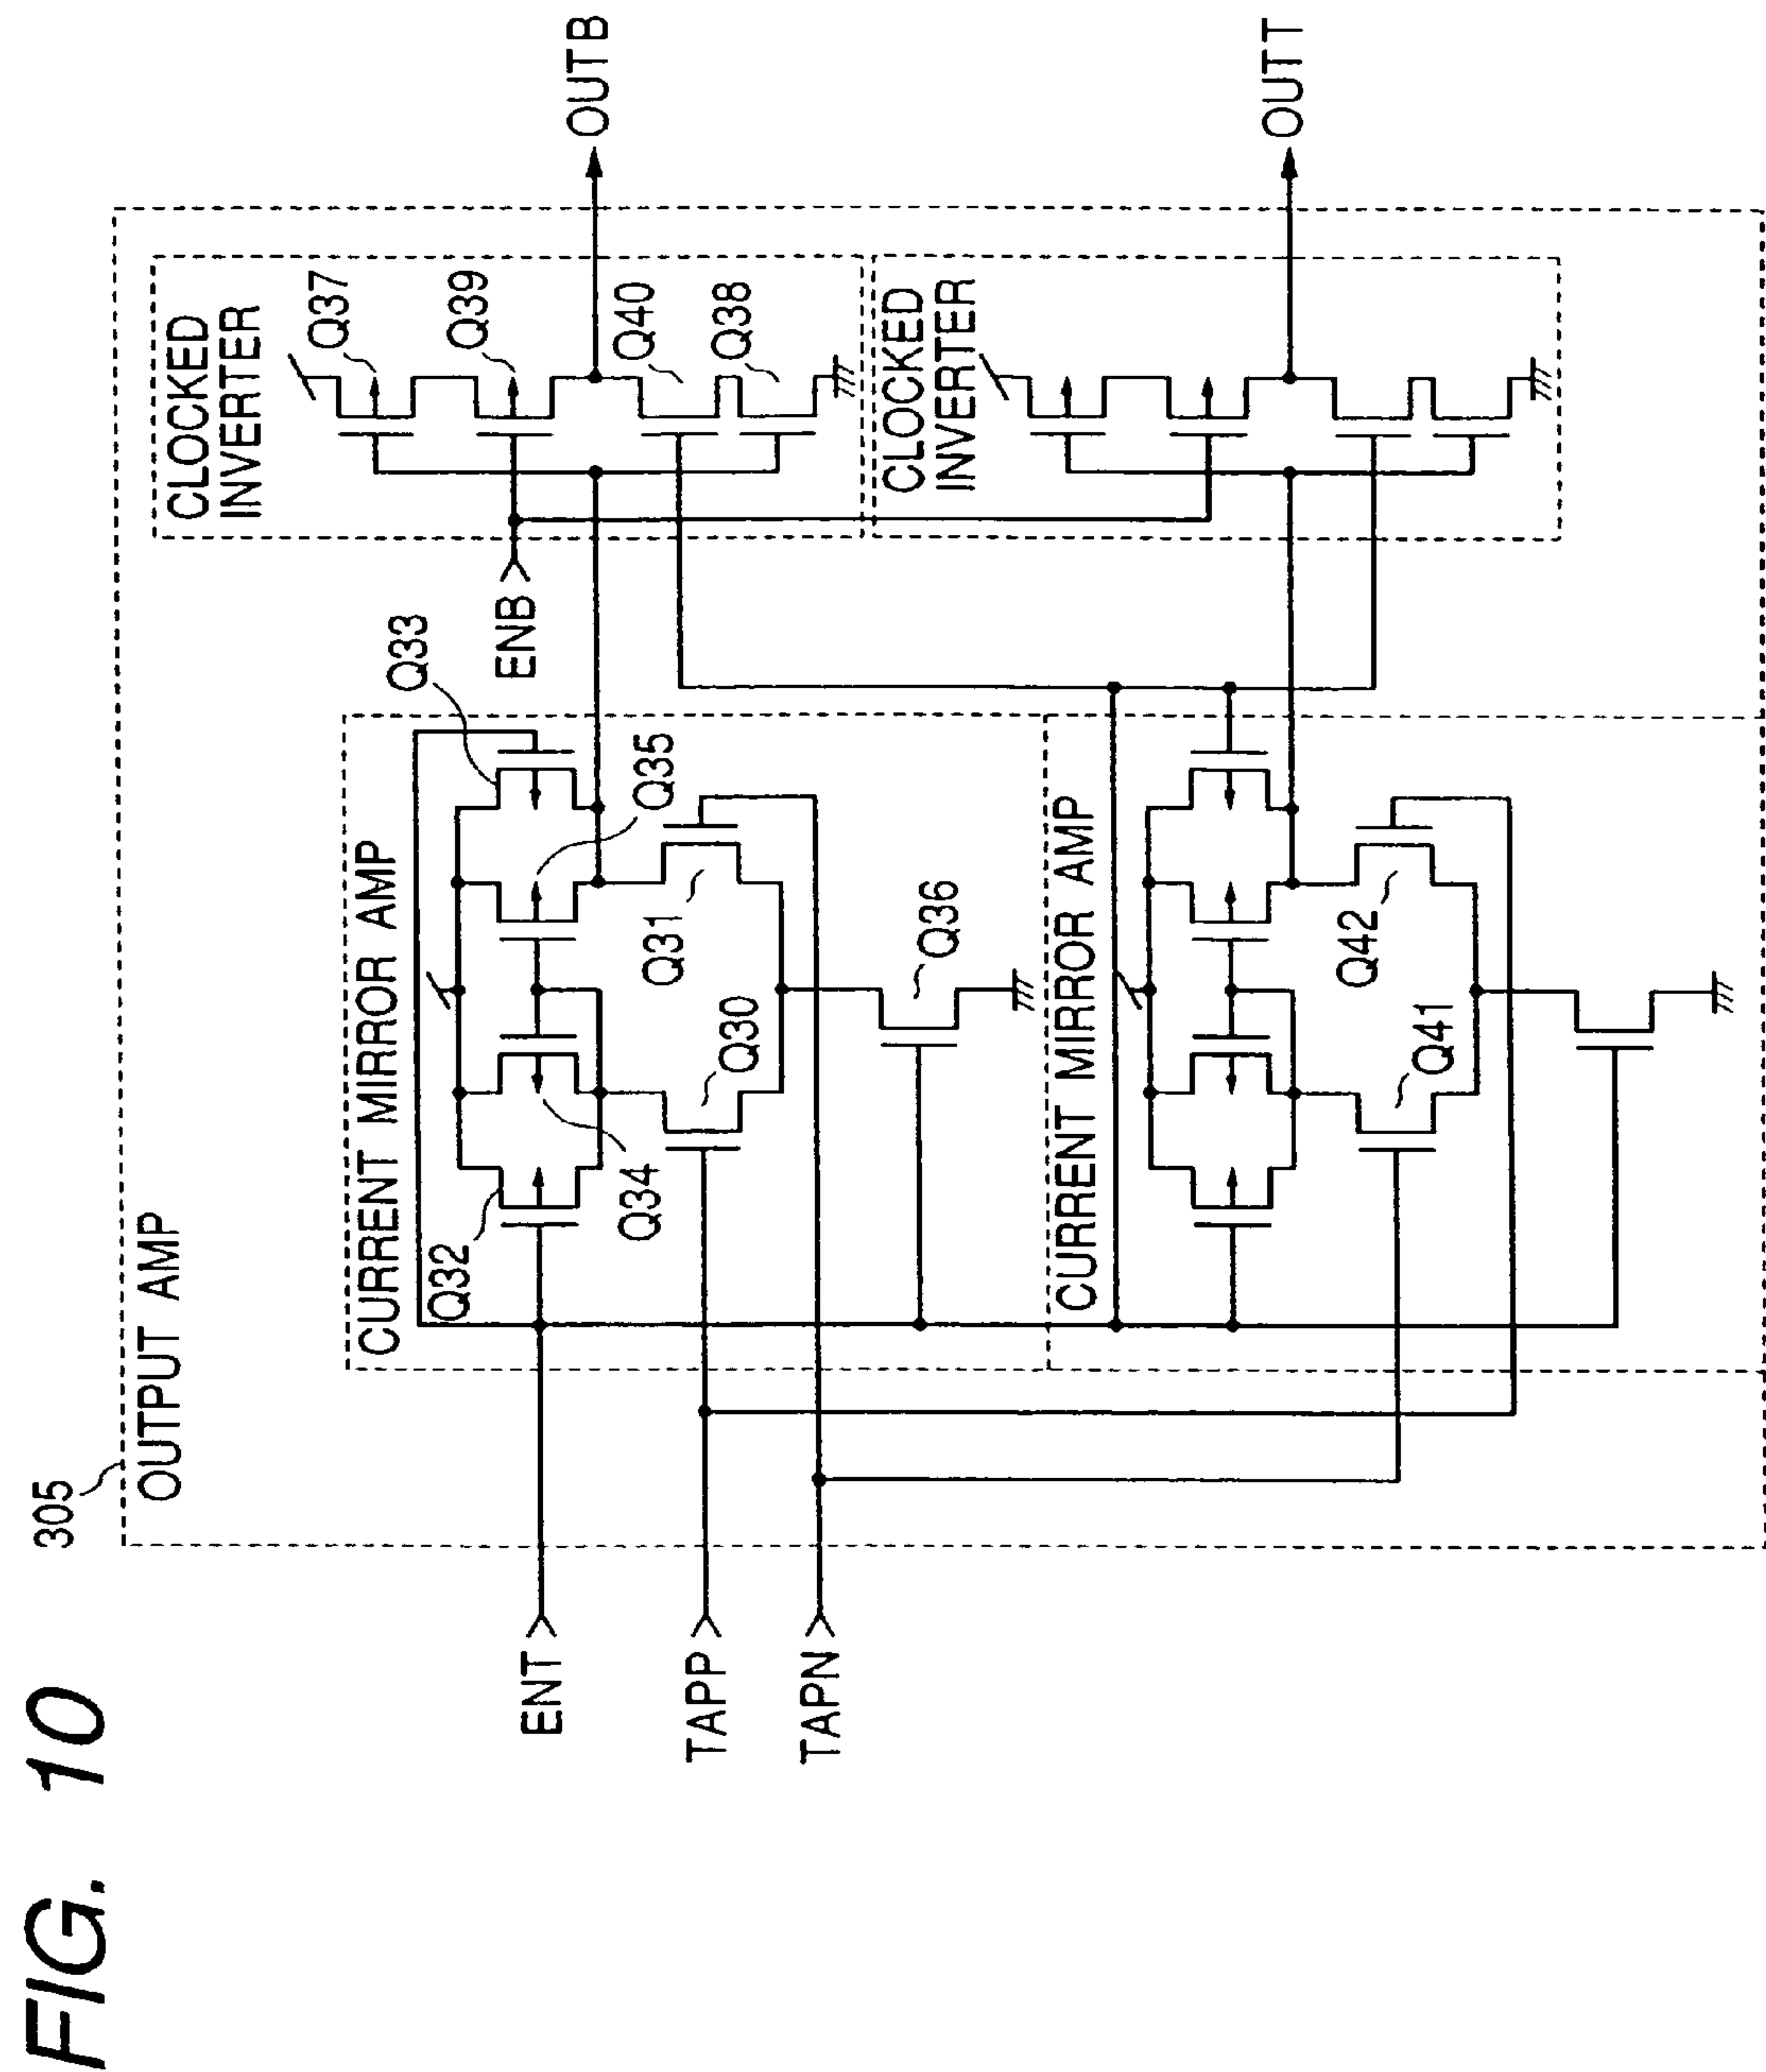 FIG. 10
305
OUTPUT AMP
CURRENT MIRROR AMP
Q32
Q33
Q34
Q35
Q30
Q31
Q36
ENT
TAPP
TAPN
CURRENT MIRROR AMP
Q41
Q42
ENB
CLOCKED
INVERTER
Q37
Q39
Q40
Q38
OUTB
CLOCKED
INVERTER
OUTT